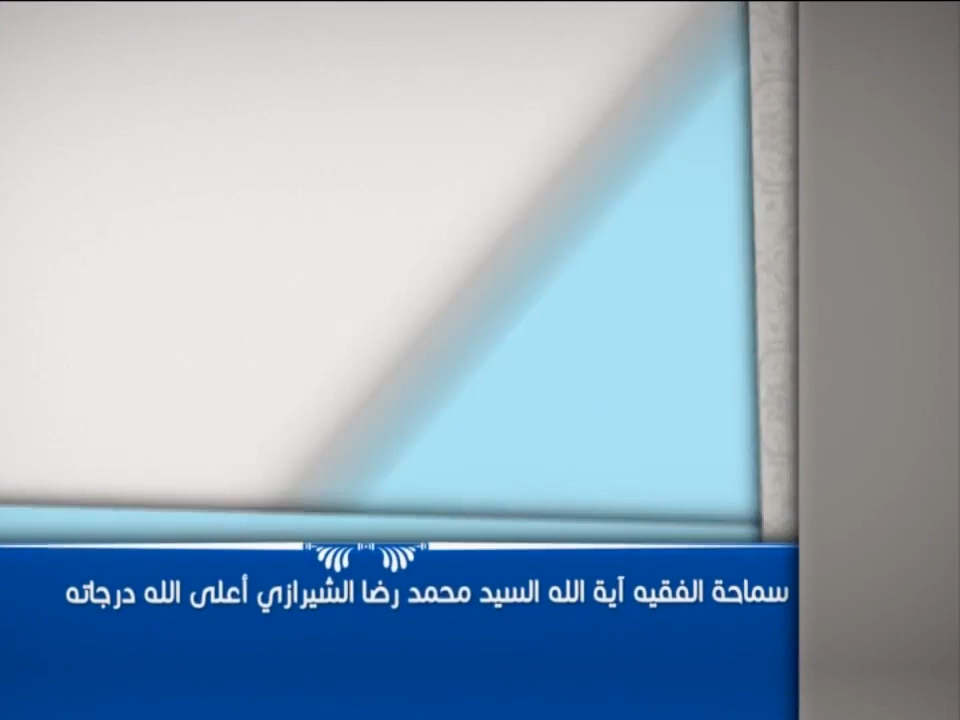 سماحة الفقيه آية الله السيد محمد رضا الشيرازي أعلى الله درجاته